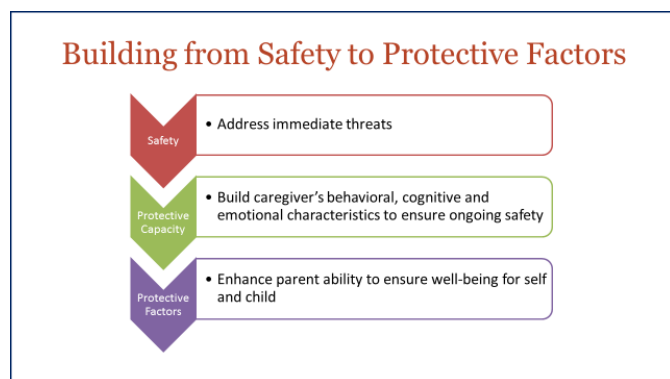 Building from Safety to Protective Factors
Safety
• Address immediate threats
Protective
Capacity
• Build caregiver's behavioral, cognitive and
emotional characteristics to ensure ongoing safety
Protective
Factors
• Enhance parent ability to ensure well-being for self
and child